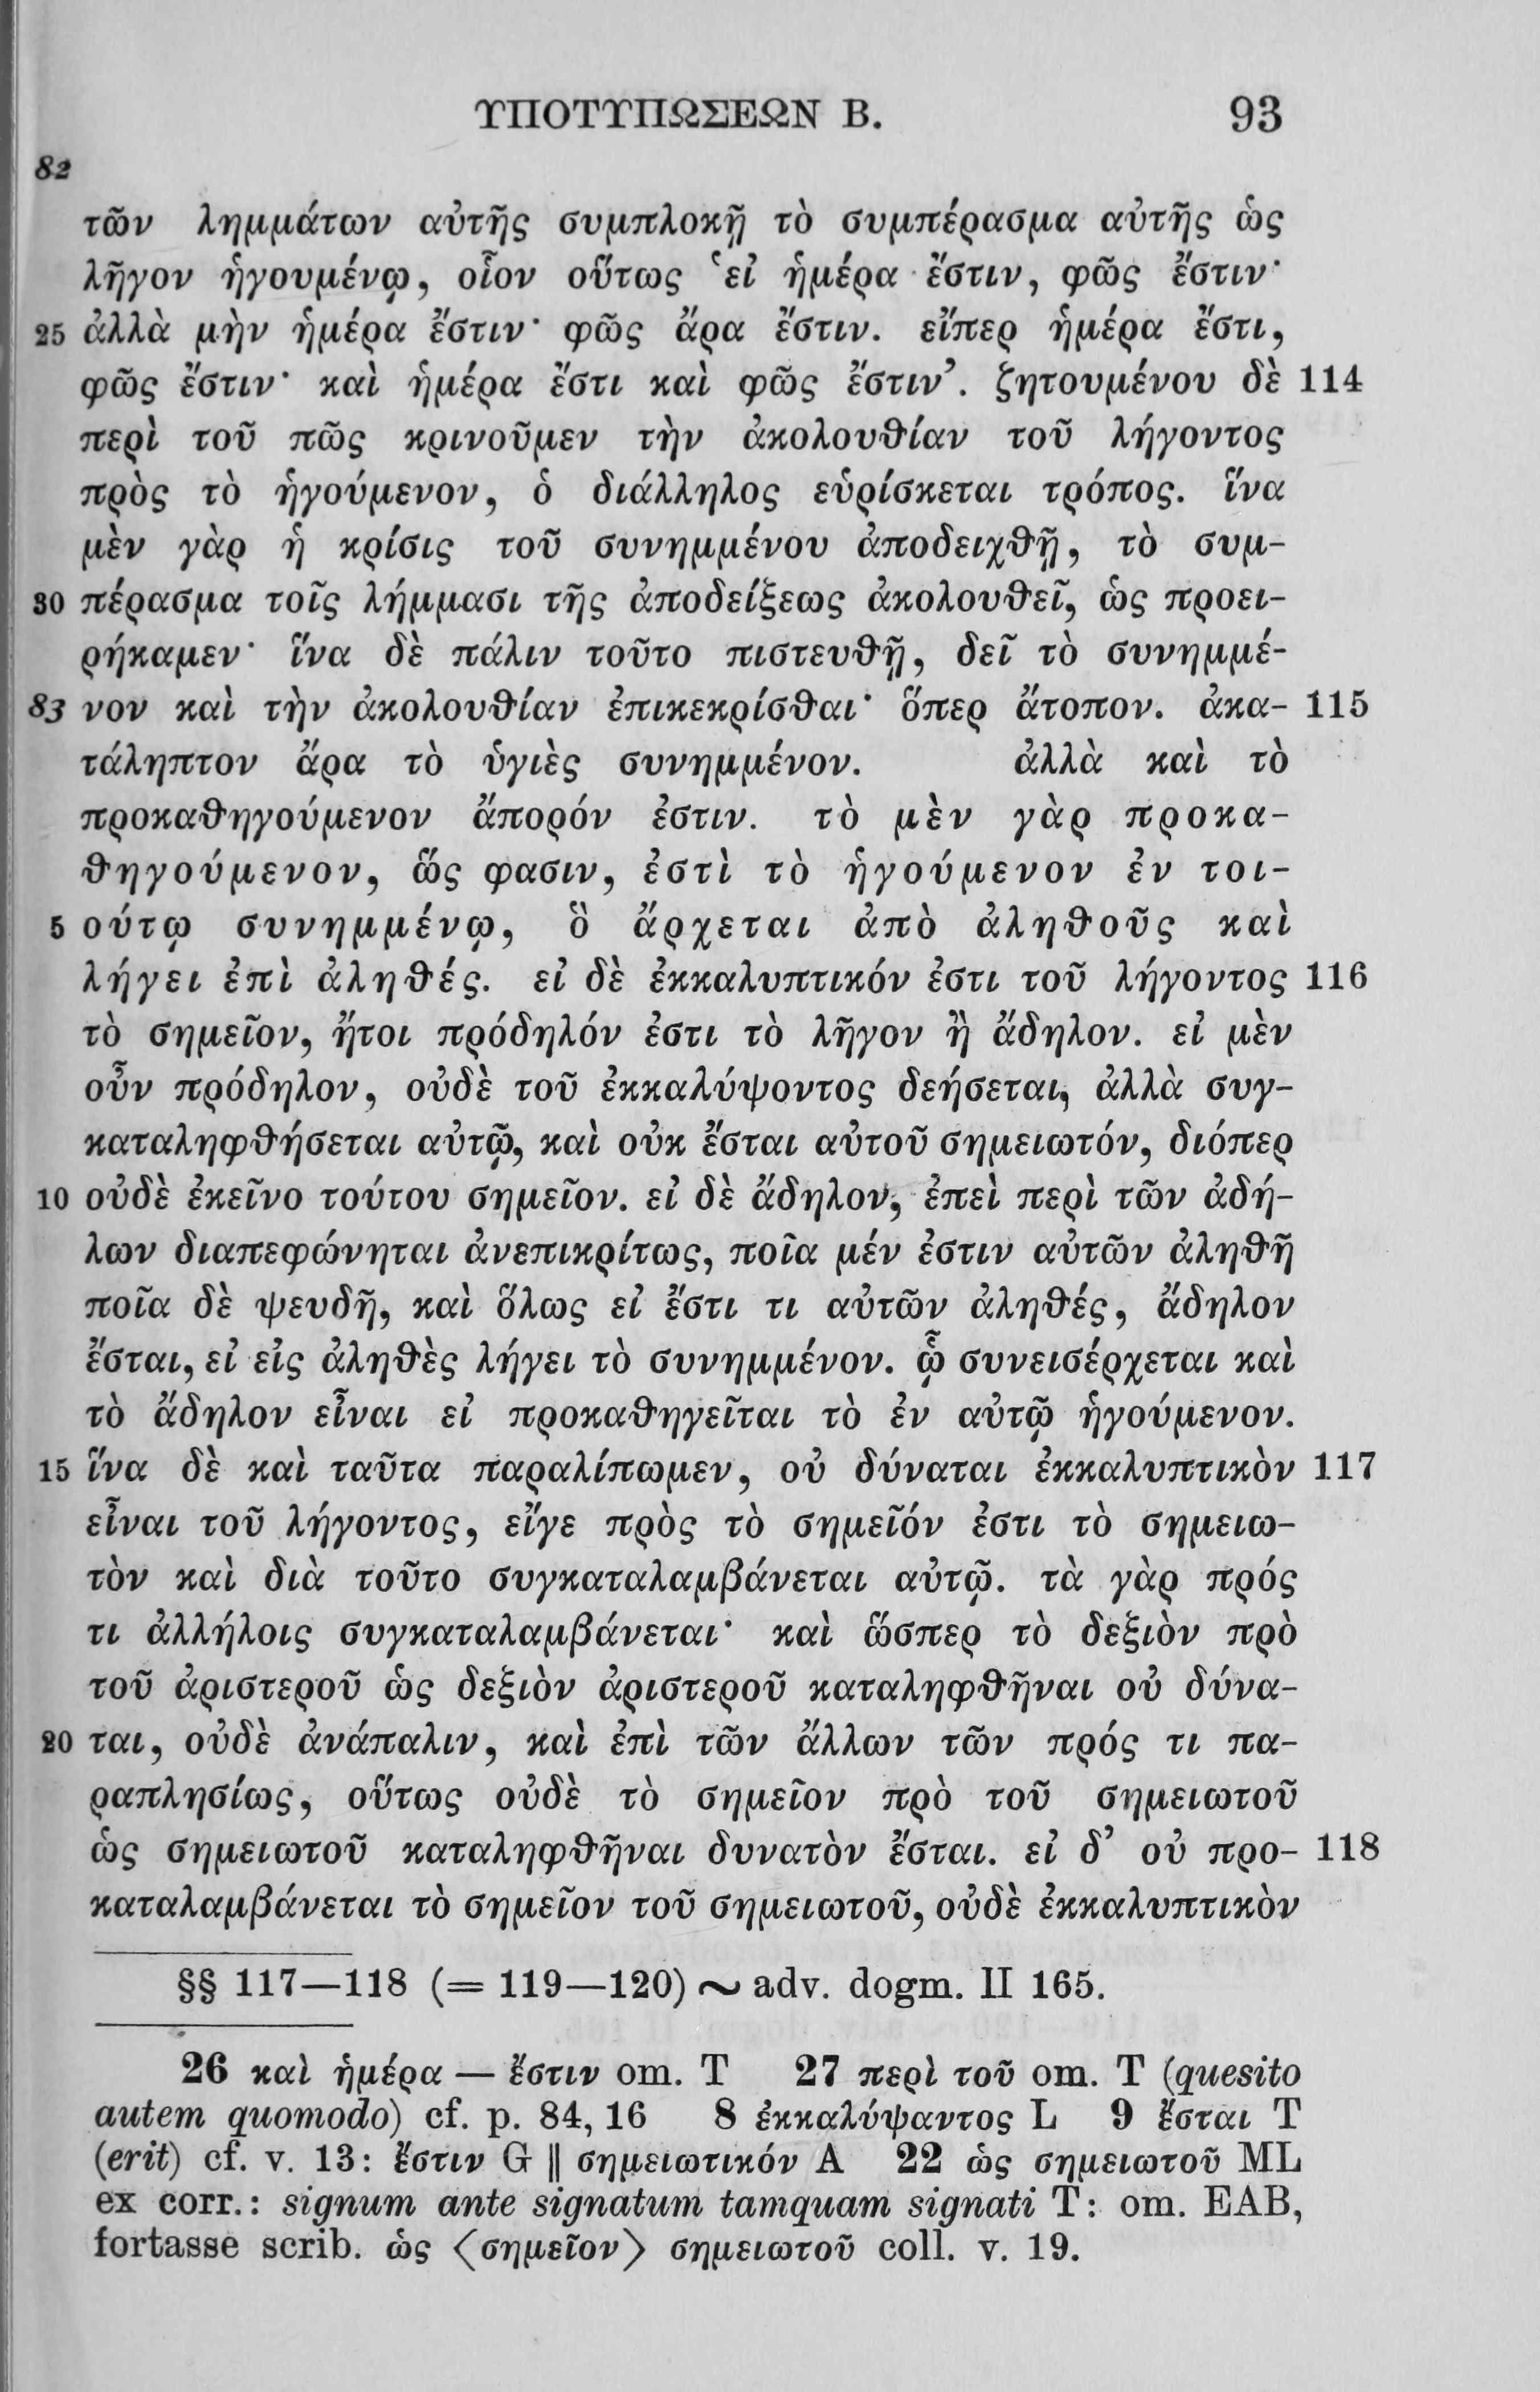 ΥΠΟΤΥΠΩΣΕΩΝ Β. 93
82
τῶν λημμάτων αὐτῆς συμπλοκῇ τὸ συμπέρασμα αὐτῆς ὡς
λῆγον ἡγουμένῳ, οἷον οὕτως ‘εἰ ἡμέρα ἔστιν, φῶς ἔστιν·
25 ἀλλὰ μὴν ἡμέρα ἔστιν· φῶς ἄρα ἔστιν. εἴπερ ἡμέρα ἔστι,
φῶς ἔστιν· καὶ ἡμέρα ἔστι καὶ φῶς ἔστιν’. ζητουμένου δὲ 114
περὶ τοῦ πῶς κρινοῦμεν τὴν ἀκολουθίαν τοῦ λήγοντος
πρὸς τὸ ἡγούμενον, ὁ διάλληλος εὑρίσκεται τρόπος. ἵνα
μὲν γὰρ ἡ κρίσις τοῦ συνημμένου ἀποδειχθῇ, τὸ συμ-
30 πέρασμα τοῖς λήμμασι τῆς ἀποδείξεως ἀκολουθεῖ, ὡς προει-
ρήκαμεν· ἵνα δὲ πάλιν τοῦτο πιστευθῇ, δεῖ τὸ συνημμέ-
83 νον καὶ τὴν ἀκολουθίαν ἐπικεκρίσθαι· ὅπερ ἄτοπον. ἀκα- 115
τάληπτον ἄρα τὸ ὑγιὲς συνημμένον. ἀλλὰ καὶ τὸ
προκαθηγούμενον ἄπορόν ἐστιν. τὸ μὲν γὰρ προκα-
θηγούμενον, ὥς φασιν, ἐστὶ τὸ ἡγούμενον ἐν τοι-
5 ούτῳ συνημμένῳ, ὃ ἄρχεται ἀπὸ ἀληθοῦς καὶ
λήγει ἐπὶ ἀληθές. εἰ δὲ ἐκκαλυπτικόν ἐστι τοῦ λήγοντος 116
τὸ σημεῖον, ἤτοι πρόδηλόν ἐστι τὸ λῆγον ἢ ἄδηλον. εἰ μὲν
οὖν πρόδηλον, οὐδὲ τοῦ ἐκκαλύψοντος δεήσεται, ἀλλὰ συγ-
καταληφθήσεται αὐτῷ, καὶ οὐκ ἔσται αὐτοῦ σημειωτόν, διόπερ
10 οὐδὲ ἐκεῖνο τούτου σημεῖον. εἰ δὲ ἄδηλον, ἐπεὶ περὶ τῶν ἀδή-
λων διαπεφώνηται ἀνεπικρίτως, ποῖα μέν ἐστιν αὐτῶν ἀληθῆ
ποῖα δὲ ψευδῆ, καὶ ὅλως εἰ ἔστι τι αὐτῶν ἀληθές, ἄδηλον
ἔσται, εἰ εἰς ἀληθὲς λήγει τὸ συνημμένον. ᾧ συνεισέρχεται καὶ
τὸ ἄδηλον εἶναι εἰ προκαθηγεῖται τὸ ἐν αὐτῷ ἡγούμενον.
15 ἵνα δὲ καὶ ταῦτα παραλίπωμεν, οὐ δύναται ἐκκαλυπτικὸν 117
εἶναι τοῦ λήγοντος, εἴγε πρὸς τὸ σημεῖόν ἐστι τὸ σημειω-
τὸν καὶ διὰ τοῦτο συγκαταλαμβάνεται αὐτῷ. τὰ γὰρ πρός
τι ἀλλήλοις συγκαταλαμβάνεται· καὶ ὥσπερ τὸ δεξιὸν πρὸ
τοῦ ἀριστεροῦ ὡς δεξιὸν ἀριστεροῦ καταληφθῆναι οὐ δύνα-
20 ται, οὐδὲ ἀνάπαλιν, καὶ ἐπὶ τῶν ἄλλων τῶν πρός τι πα-
ραπλησίως, οὕτως οὐδὲ τὸ σημεῖον πρὸ τοῦ σημειωτοῦ
ὡς σημειωτοῦ καταληφθῆναι δυνατὸν ἔσται. εἰ δ’ οὐ προ- 118
καταλαμβάνεται τὸ σημεῖον τοῦ σημειωτοῦ, οὐδὲ ἐκκαλυπτικὸν
§§ 117—118 (= 119—120) ∼ adv. dogm. II 165.
26 καὶ ἡμέρα — ἔστιν om. T 27 περὶ τοῦ om. T (quesito
autem quomodo) cf. p. 84, 16 8 ἐκκαλύψαντος L 9 ἔσται T
(erit) cf. v. 13: ἔστιν G || σημειωτικόν A 22 ὡς σημειωτοῦ ML
ex corr.: signum ante signatum tamquam signati T: om. EAB,
fortasse scrib. ὡς ⟨σημεῖον⟩ σημειωτοῦ coll. v. 19.